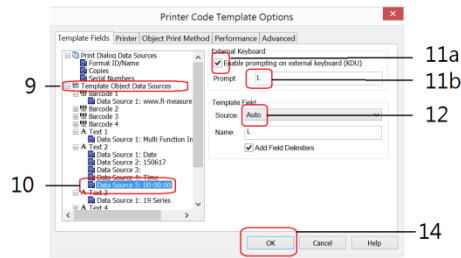 Printer Code Template Options
Template Fields Printer Object Print Method Performance Advanced
Print Dialog Data Sources
Format ID/Name
Copies
Serial Numbers
Template Object Data Sources
Barcode 1
Data Source 1: www.fi-measure
Barcode 2
Barcode 3
Barcode 4
A Text 1
Data Source 1: Multi Function In
A Text 2
Data Source 1: Date
Data Source 2: 150617
Data Source 3:
Data Source 4: Time
Data Source 5: 00:00:00
A Text 3
Data Source 1: 19 Series
A Text 4
External Keyboard
Enable prompting on external keyboard (KDU)
Prompt L
Template Field
Source: Auto
Name: L
Add Field Delimiters
OK Cancel Help
9
10
11a
11b
12
14